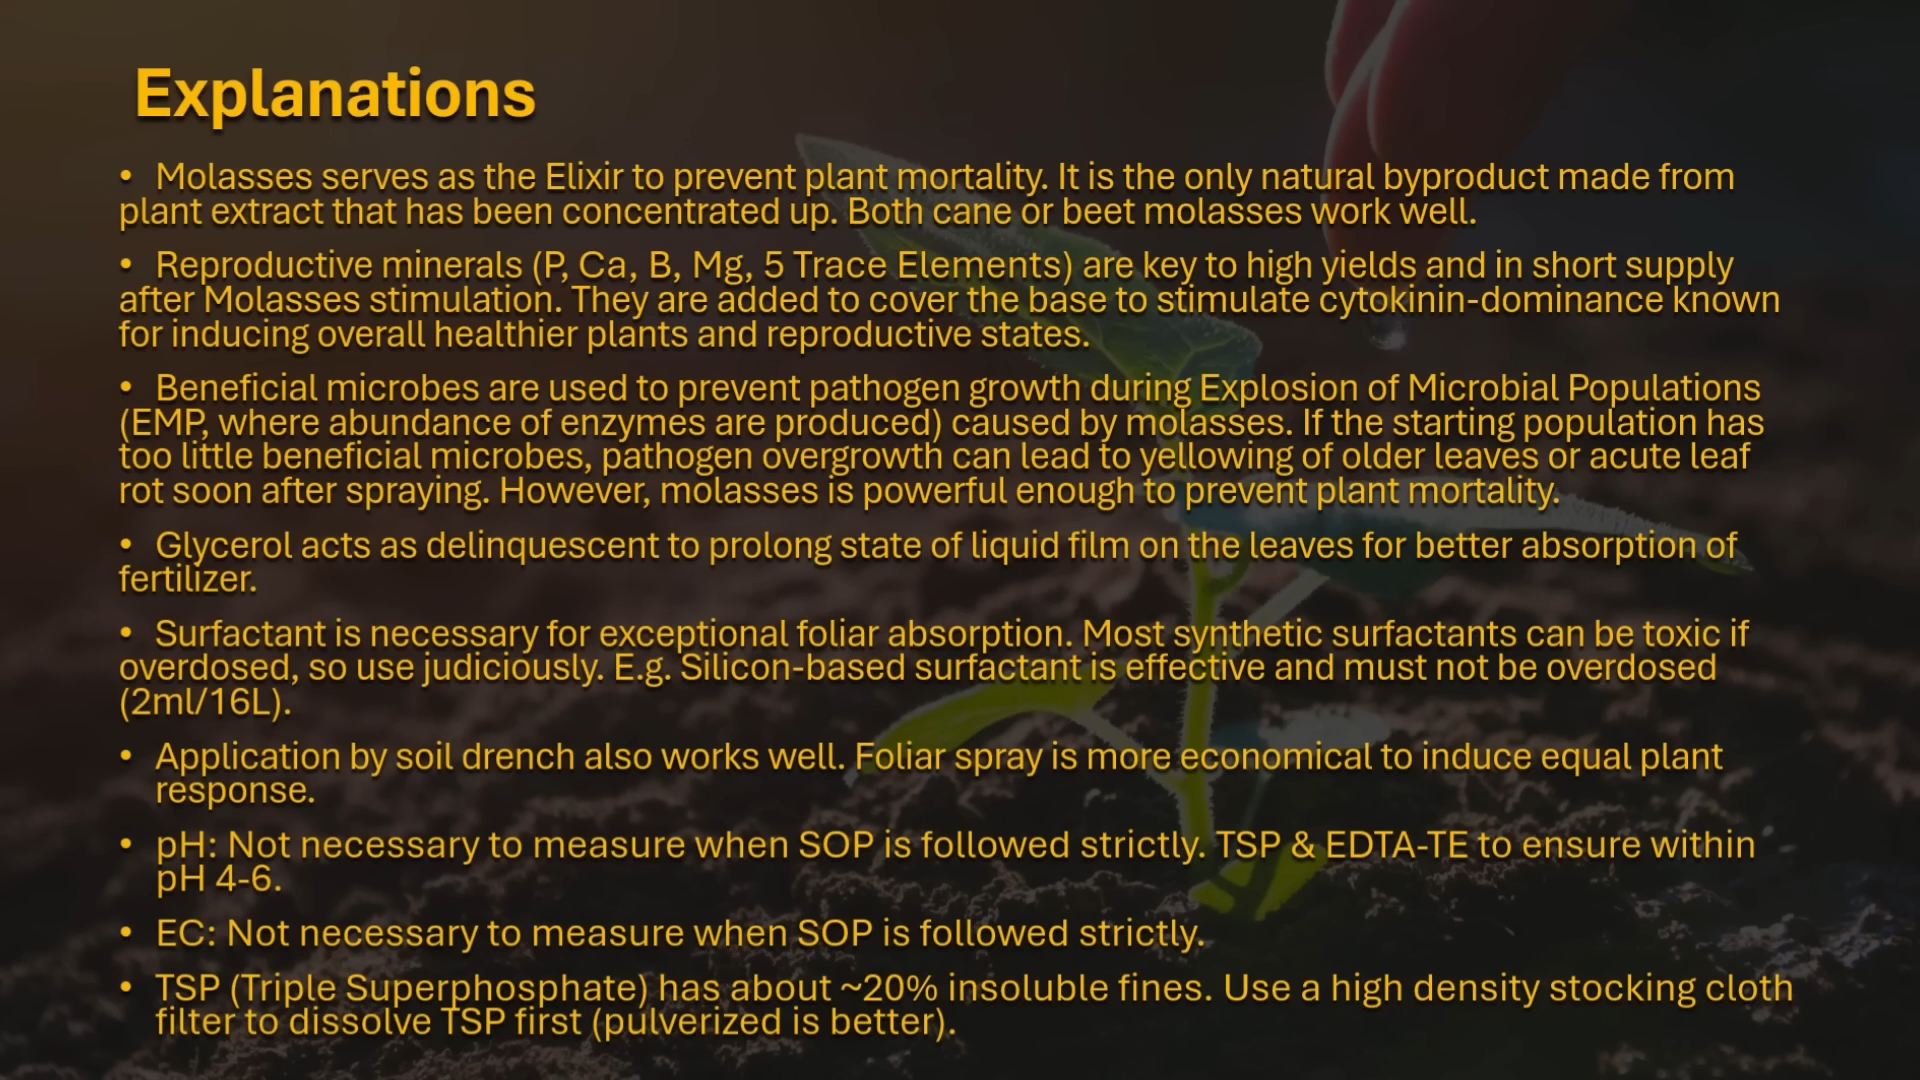 Explanations
• Molasses serves as the Elixir to prevent plant mortality. It is the only natural byproduct made from
plant extract that has been concentrated up. Both cane or beet molasses work well.
• Reproductive minerals (P, Ca, B, Mg, 5 Trace Elements) are key to high yields and in short supply
after Molasses stimulation. They are added to cover the base to stimulate cytokinin-dominance known
for inducing overall healthier plants and reproductive states.
• Beneficial microbes are used to prevent pathogen growth during Explosion of Microbial Populations
(EMP, where abundance of enzymes are produced) caused by molasses. If the starting population has
too little beneficial microbes, pathogen overgrowth can lead to yellowing of older leaves or acute leaf
rot soon after spraying. However, molasses is powerful enough to prevent plant mortality.
• Glycerol acts as delinquescent to prolong state of liquid film on the leaves for better absorption of
fertilizer.
• Surfactant is necessary for exceptional foliar absorption. Most synthetic surfactants can be toxic if
overdosed, so use judiciously. E.g. Silicon-based surfactant is effective and must not be overdosed
(2ml/16L).
• Application by soil drench also works well. Foliar spray is more economical to induce equal plant
response.
• pH: Not necessary to measure when SOP is followed strictly. TSP & EDTA-TE to ensure within
pH 4-6.
• EC: Not necessary to measure when SOP is followed strictly.
• TSP (Triple Superphosphate) has about ~20% insoluble fines. Use a high density stocking cloth
filter to dissolve TSP first (pulverized is better).